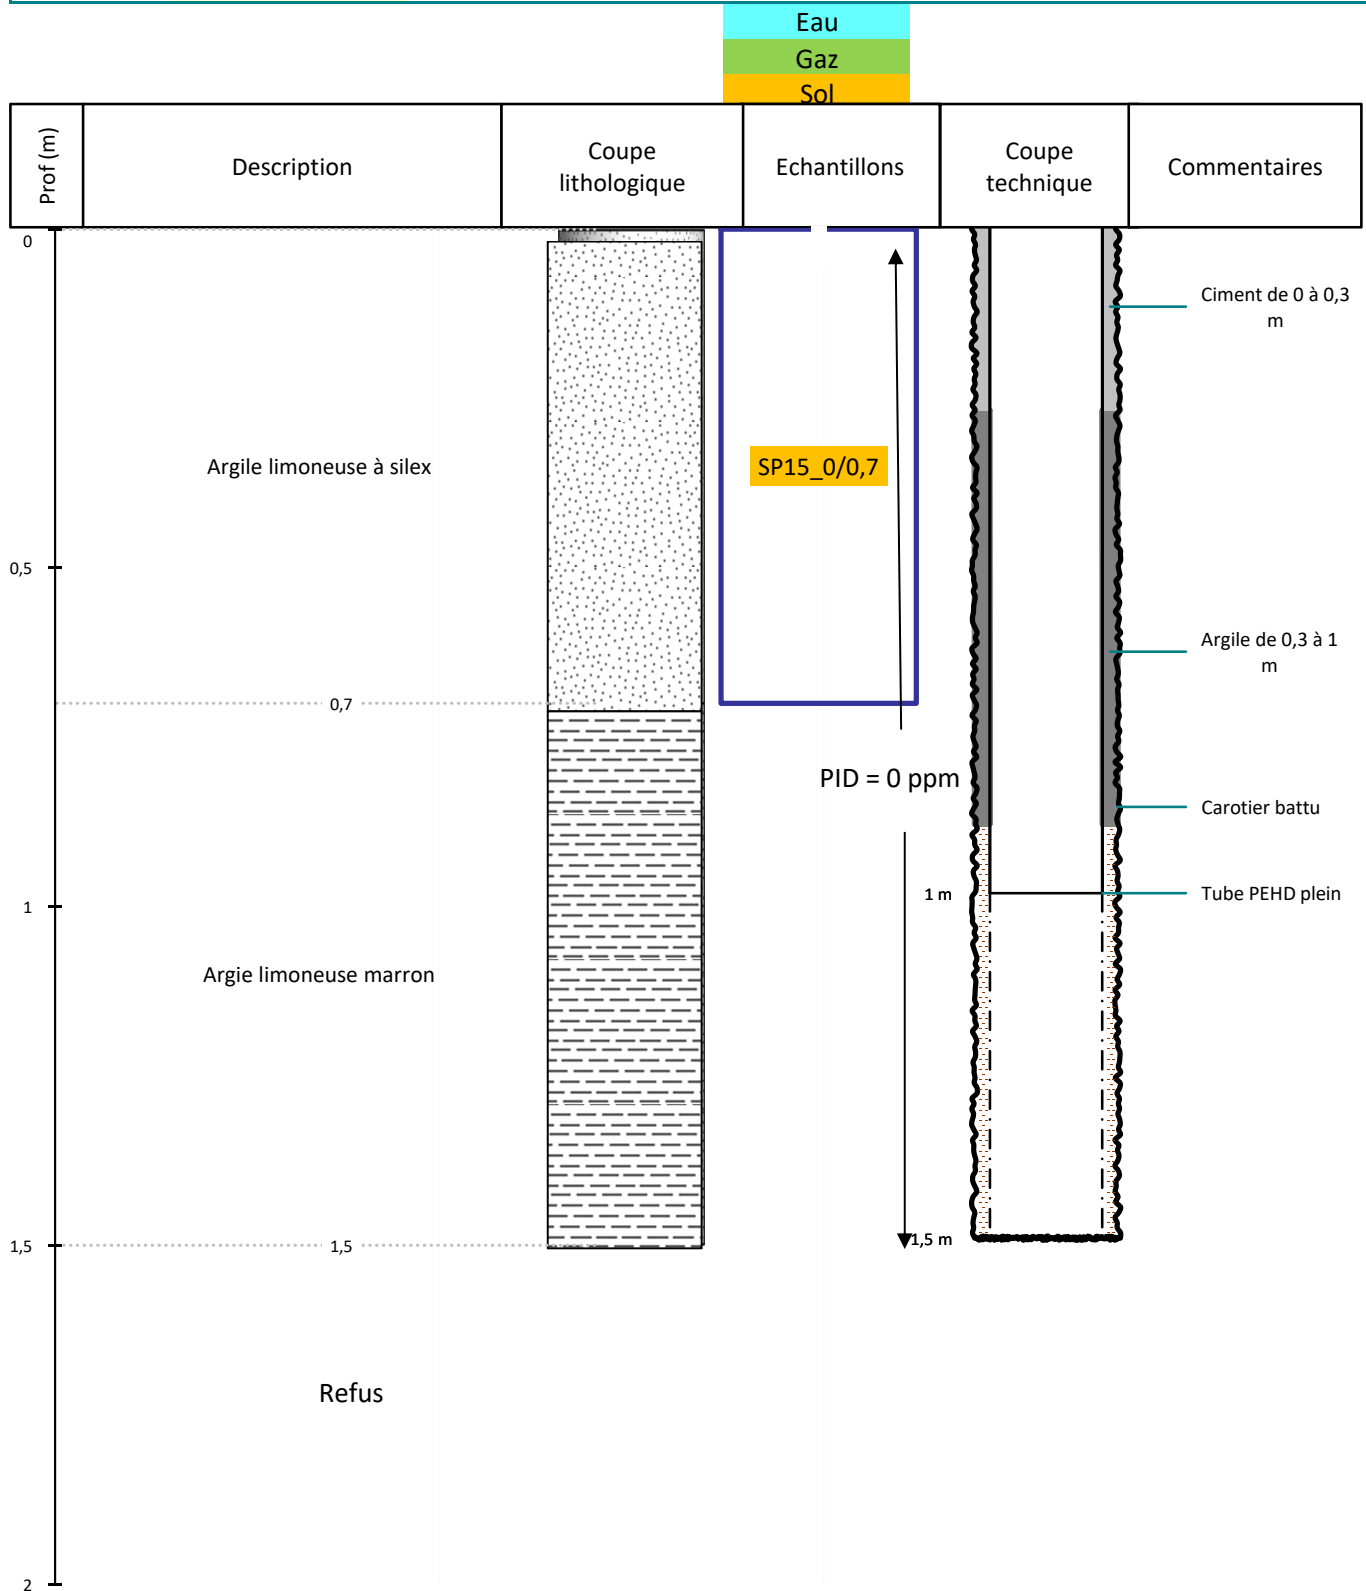 Eau
Gaz
Sol
Prof (m)
Description
Coupe
lithologique
Echantillons
Coupe
technique
Commentaires
0
Ciment de 0 à 0,3
m
Argile limoneuse à silex
SP15_0/0,7
0,5
Argile de 0,3 à 1
m
0,7
PID = 0 ppm
Carotier battu
1 m
Tube PEHD plein
1
Argie limoneuse marron
1,5 m
1,5
1,5
Refus
2